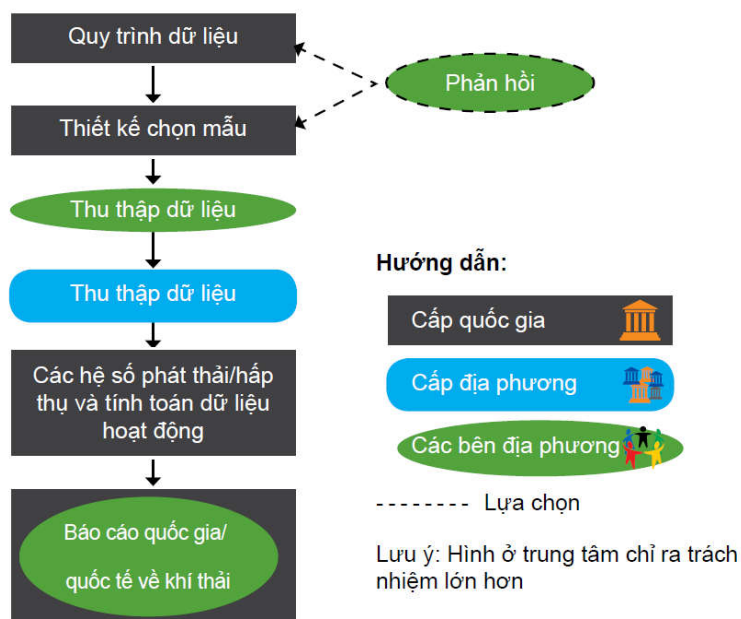 Quy trình dữ liệu
Phản hồi
Thiết kế chọn mẫu
Thu thập dữ liệu
Thu thập dữ liệu
Các hệ số phát thải/hấp
thụ và tính toán dữ liệu
hoạt động
Báo cáo quốc gia/
quốc tế về khí thải
Hướng dẫn:
Cấp quốc gia
Cấp địa phương
Các bên địa phương
-------- Lựa chọn
Lưu ý: Hình ở trung tâm chỉ ra trách
nhiệm lớn hơn